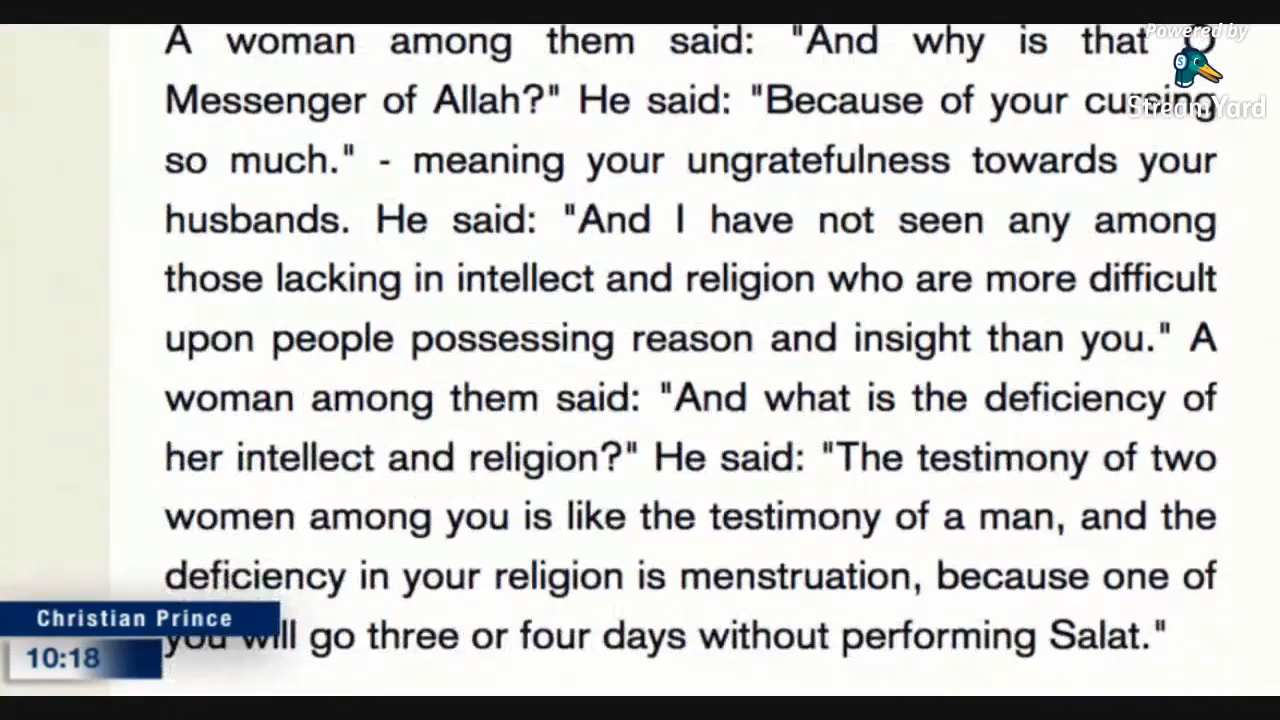 Powered by
StreamYard
A woman among them said: "And why is that O
Messenger of Allah?" He said: "Because of your cursing
so much." - meaning your ungratefulness towards your
husbands. He said: "And I have not seen any among
those lacking in intellect and religion who are more difficult
upon people possessing reason and insight than you." A
woman among them said: "And what is the deficiency of
her intellect and religion?" He said: "The testimony of two
women among you is like the testimony of a man, and the
deficiency in your religion is menstruation, because one of
you will go three or four days without performing Salat."
Christian Prince
10:18